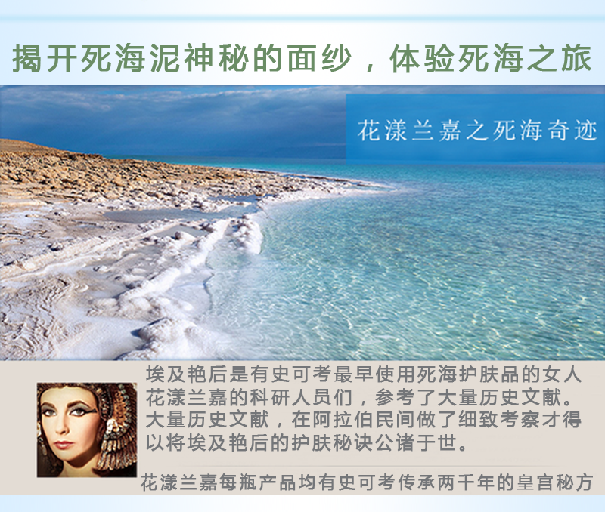 揭开死海泥神秘的面纱，体验死海之旅
花漾兰嘉之死海奇迹
埃及艳后是有史可考最早使用死海护肤品的女人
花漾兰嘉的科研人员们，参考了大量历史文献。
大量历史文献，在阿拉伯民间做了细致考察才得
以将埃及艳后的护肤秘诀公诸于世。
花漾兰嘉每瓶产品均有史可考传承两千年的皇宫秘方